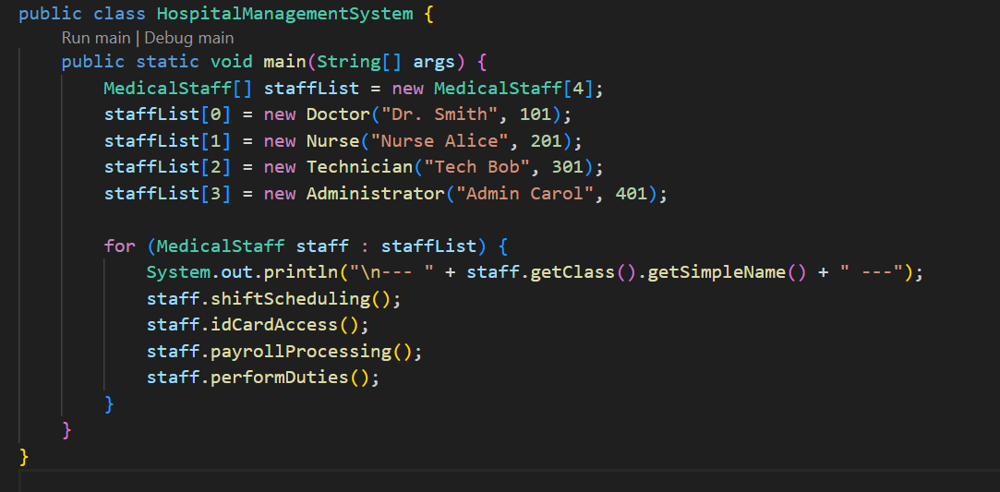 public class HospitalManagementSystem {
Run main | Debug main
public static void main(String[] args) {
MedicalStaff[] staffList = new MedicalStaff[4];
staffList[0] = new Doctor("Dr. Smith", 101);
staffList[1] = new Nurse("Nurse Alice", 201);
staffList[2] = new Technician("Tech Bob", 301);
staffList[3] = new Administrator("Admin Carol", 401);
for (MedicalStaff staff : staffList) {
System.out.println("\n--- " + staff.getClass().getSimpleName() + " ---");
staff.shiftScheduling();
staff.idCardAccess();
staff.payrollProcessing();
staff.performDuties();
}
}
}